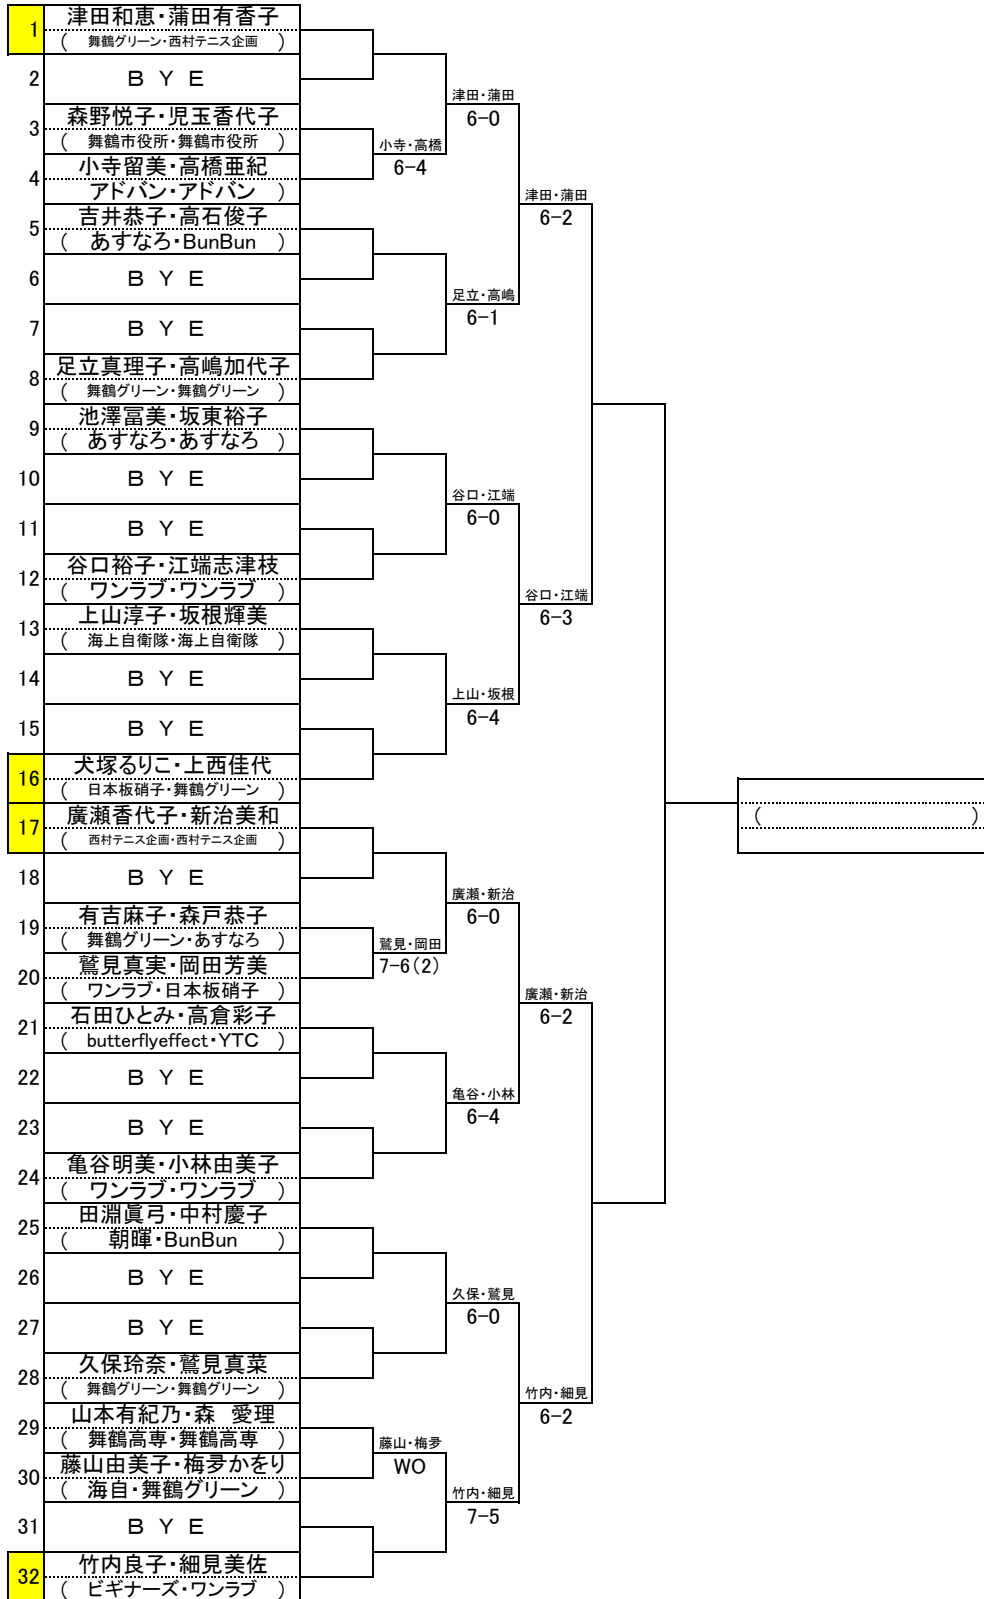 1
津田和恵・蒲田有香子
( 舞鶴グリーン・西村テニス企画 )
2
B Y E
3
森野悦子・児玉香代子
( 舞鶴市役所・舞鶴市役所 )
4
小寺留美・高橋亜紀
アドバン・アドバン )
5
吉井恭子・高石俊子
( あすなろ・BunBun )
6
B Y E
7
B Y E
8
足立真理子・高嶋加代子
( 舞鶴グリーン・舞鶴グリーン )
9
池澤冨美・坂東裕子
( あすなろ・あすなろ )
10
B Y E
11
B Y E
12
谷口裕子・江端志津枝
( ワンラブ・ワンラブ )
13
上山淳子・坂根輝美
( 海上自衛隊・海上自衛隊 )
14
B Y E
15
B Y E
16
犬塚るりこ・上西佳代
( 日本板硝子・舞鶴グリーン )
17
廣瀬香代子・新治美和
( 西村テニス企画・西村テニス企画 )
18
B Y E
19
有吉麻子・森戸恭子
( 舞鶴グリーン・あすなろ )
20
鷲見真実・岡田芳美
( ワンラブ・日本板硝子 )
21
石田ひとみ・高倉彩子
( butterflyeffect・YTC )
22
B Y E
23
B Y E
24
亀谷明美・小林由美子
( ワンラブ・ワンラブ )
25
田淵眞弓・中村慶子
( 朝暉・BunBun )
26
B Y E
27
B Y E
28
久保玲奈・鷲見真菜
( 舞鶴グリーン・舞鶴グリーン )
29
山本有紀乃・森 愛理
( 舞鶴高専・舞鶴高専 )
30
藤山由美子・梅夛かをり
( 海自・舞鶴グリーン )
31
B Y E
32
竹内良子・細見美佐
( ビギナーズ・ワンラブ )
小寺・高橋
6-4
鷲見・岡田
7-6(2)
藤山・梅夛
WO
津田・蒲田
6-0
足立・高嶋
6-1
谷口・江端
6-0
上山・坂根
6-4
廣瀬・新治
6-0
亀谷・小林
6-4
久保・鷲見
6-0
竹内・細見
7-5
津田・蒲田
6-2
谷口・江端
6-3
廣瀬・新治
6-2
竹内・細見
6-2
( )